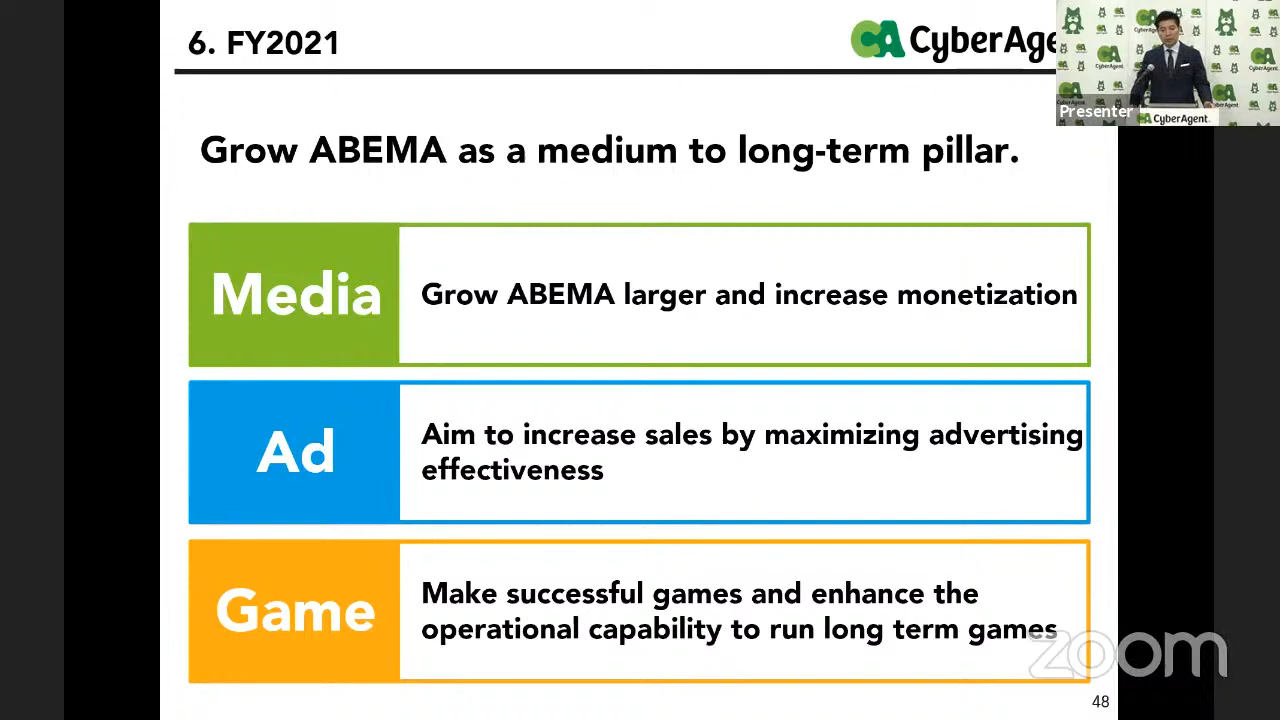 6. FY2021
CA CyberAge
Presenter
CyberAgent.
Grow ABEMA as a medium to long-term pillar.
Media
Grow ABEMA larger and increase monetization
Ad
Aim to increase sales by maximizing advertising
effectiveness
Game
Make successful games and enhance the
operational capability to run long term games
zoom
48